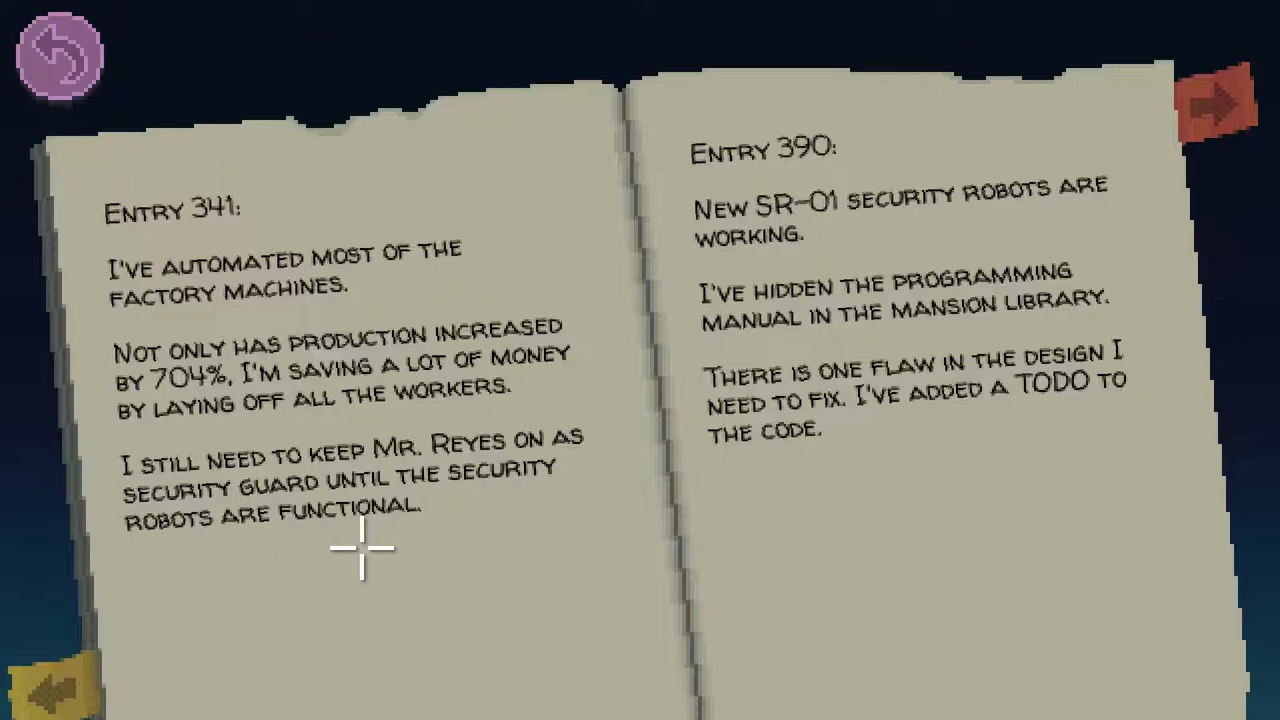 Entry 341:
I've automated most of the
factory machines.
Not only has production increased
by 704%, I'm saving a lot of money
by laying off all the workers.
I still need to keep Mr. Reyes on as
security guard until the security
robots are functional.
Entry 390:
New SR-01 security robots are
working.
I've hidden the programming
manual in the mansion library.
There is one flaw in the design I
need to fix. I've added a TODO to
the code.